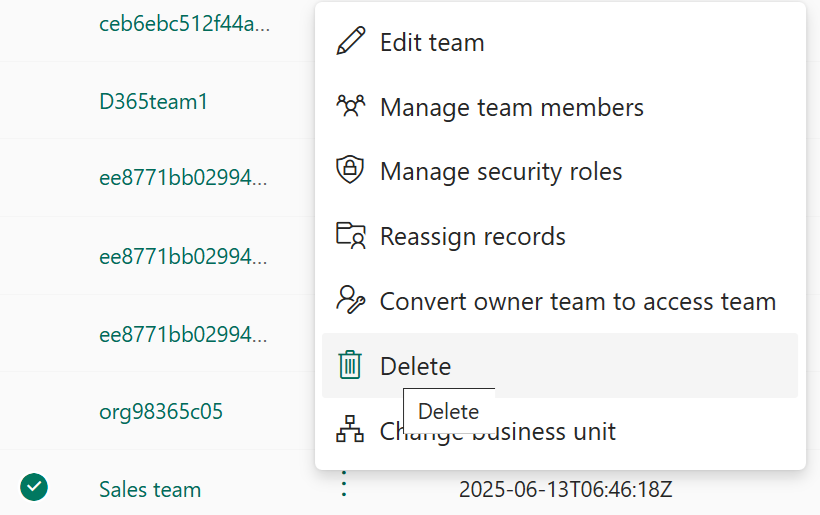 ceb6ebc512f44a...
Edit team
D365team1
Manage team members
ee8771bb02994...
Manage security roles
ee8771bb02994...
Reassign records
Convert owner team to access team
ee8771bb02994...
Delete
Delete
org98365c05
Change business unit
Sales team
2025-06-13T06:46:18Z